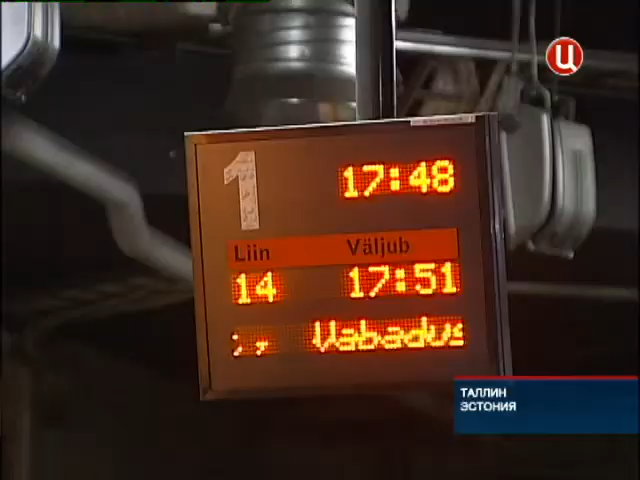 Ц
1
17:48
Liin Väljub
14 17:51
Vabadus
ТАЛЛИН
ЭСТОНИЯ